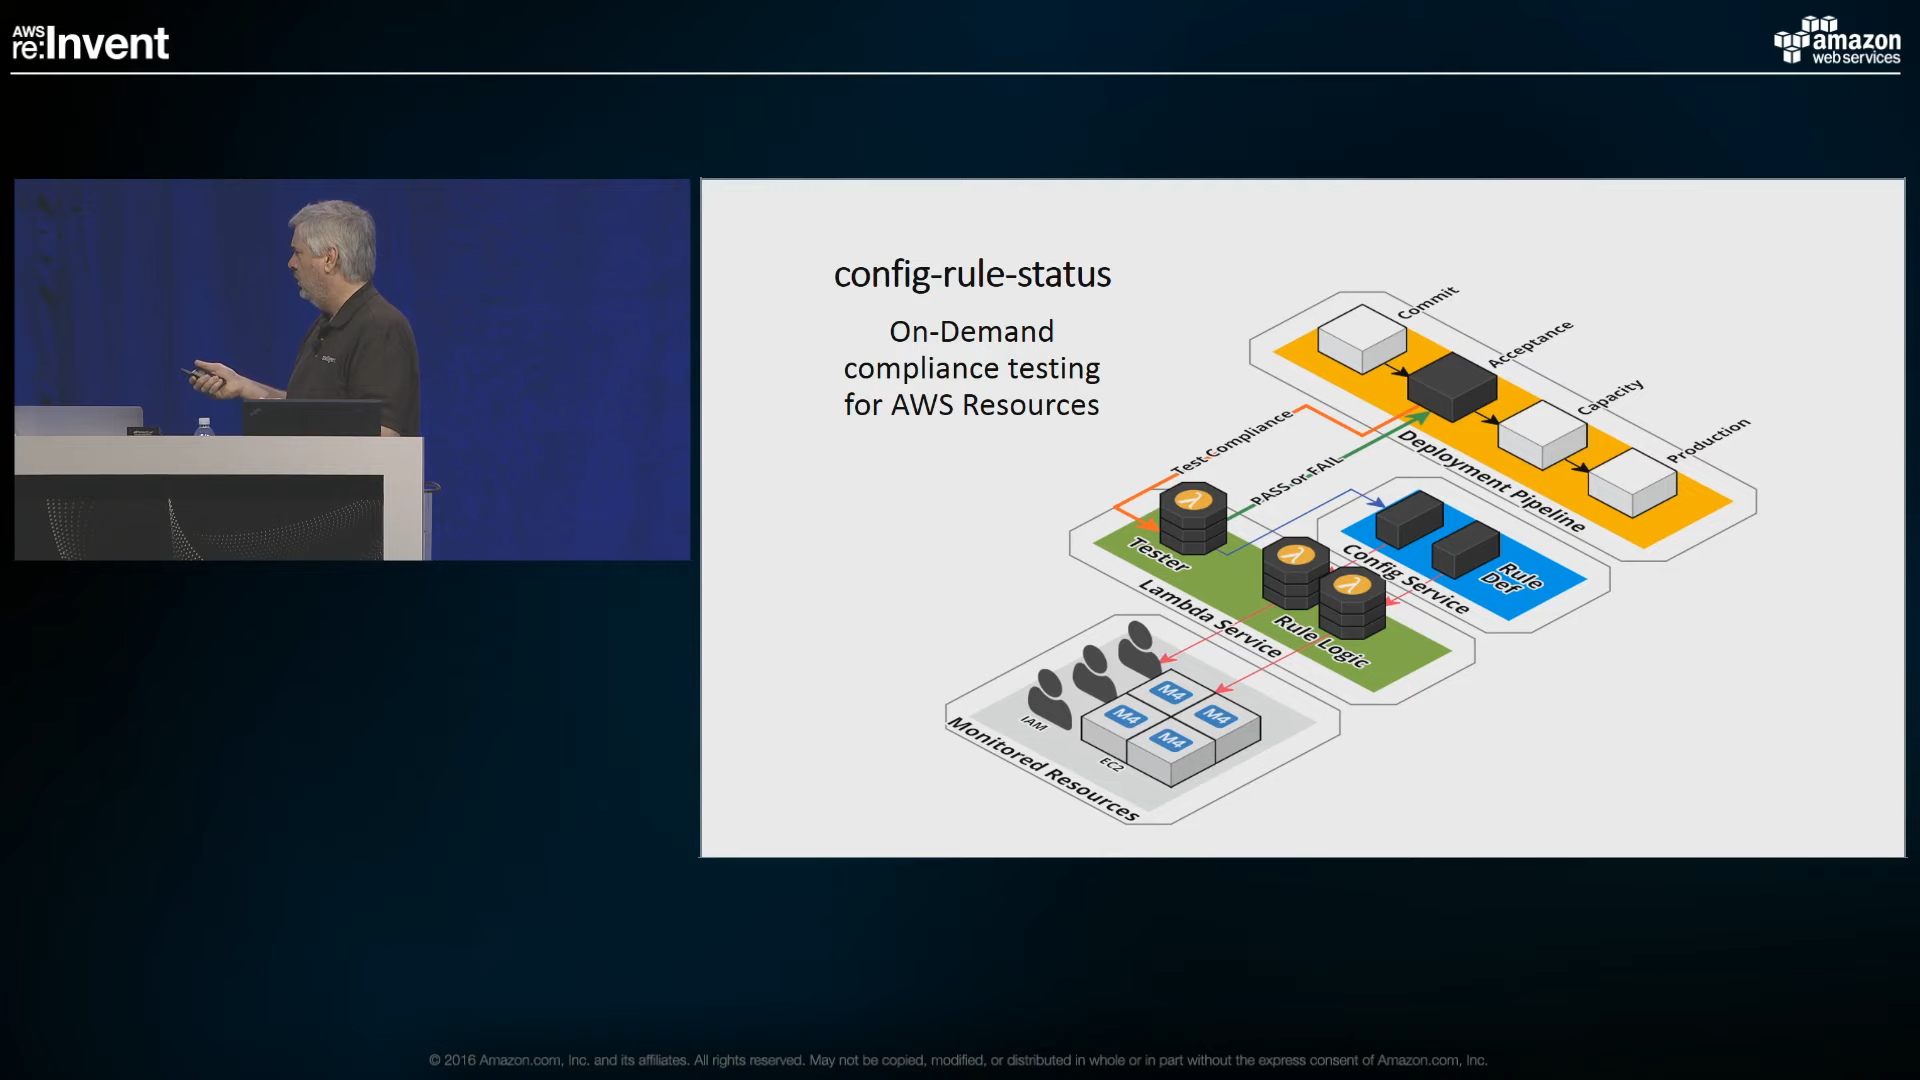 AWS
re:Invent
amazon
web services
config-rule-status
On-Demand
compliance testing
for AWS Resources
Commit
Acceptance
Capacity
Production
Deployment Pipeline
Test Compliance
PASS or FAIL
Tester
Lambda Service
Rule Logic
Config Service
Rule
Def
IAM
EC2
M4
M4
M4
M4
Monitored Resources
© 2016 Amazon.com, Inc. and its affiliates. All rights reserved. May not be copied, modified, or distributed in whole or in part without the express consent of Amazon.com, Inc.